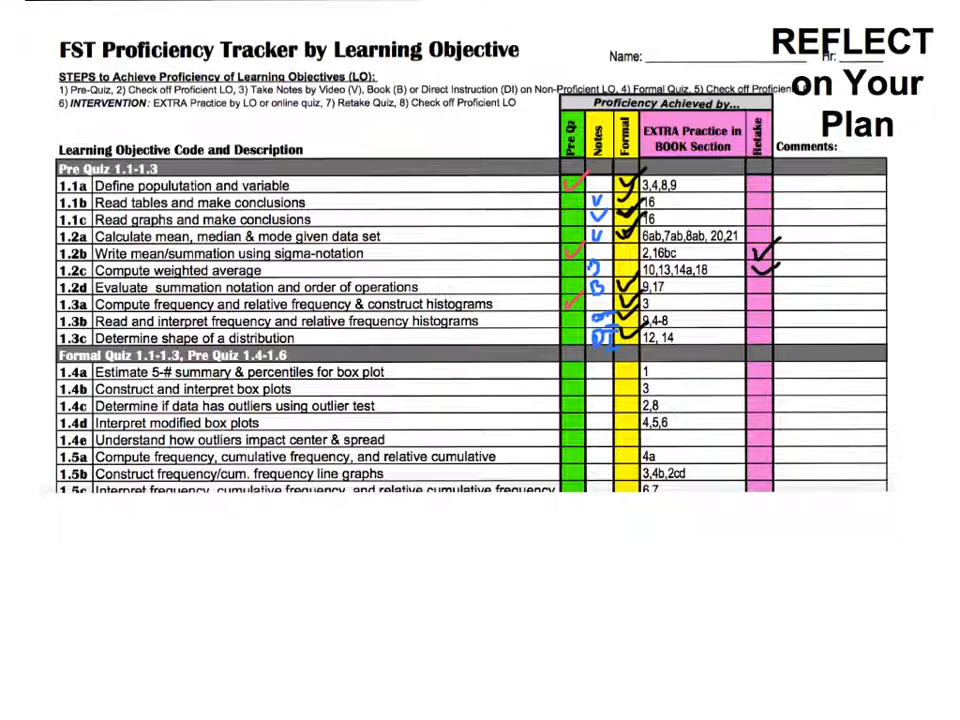 REFLECT
on Your
Plan
FST Proficiency Tracker by Learning Objective
Name: Hr:
STEPS to Achieve Proficiency of Learning Objectives (LO):
1) Pre-Quiz, 2) Check off Proficient LO, 3) Take Notes by Video (V), Book (B) or Direct Instruction (DI) on Non-Proficient LO, 4) Formal Quiz, 5) Check off Proficient
6) INTERVENTION: EXTRA Practice by LO or online quiz, 7) Retake Quiz, 8) Check off Proficient LO
Proficiency Achieved by...
Learning Objective Code and Description Pre Qz Notes Formal EXTRA Practice in BOOK Section Retake Comments:
Pre Quiz 1.1-1.3
1.1a Define populutation and variable ✓ ✓ 3,4,8,9
1.1b Read tables and make conclusions V ✓ 16
1.1c Read graphs and make conclusions V ✓ 16
1.2a Calculate mean, median & mode given data set V ✓ 6ab,7ab,8ab, 20,21
1.2b Write mean/summation using sigma-notation ✓ 2,16bc ✓
1.2c Compute weighted average 10,13,14a,18 ✓
1.2d Evaluate summation notation and order of operations B ✓ 9,17
1.3a Compute frequency and relative frequency & construct histograms ✓ ✓ 3
1.3b Read and interpret frequency and relative frequency histograms ✓ 9,4-8
1.3c Determine shape of a distribution DI ✓ 12, 14
Formal Quiz 1.1-1.3, Pre Quiz 1.4-1.6
1.4a Estimate 5-# summary & percentiles for box plot 1
1.4b Construct and interpret box plots 3
1.4c Determine if data has outliers using outlier test 2,8
1.4d Interpret modified box plots 4,5,6
1.4e Understand how outliers impact center & spread
1.5a Compute frequency, cumulative frequency, and relative cumulative 4a
1.5b Construct frequency/cum. frequency line graphs 3,4b,2cd
1.5c Interpret frequency, cumulative frequency, and relative cumulative frequency 6,7